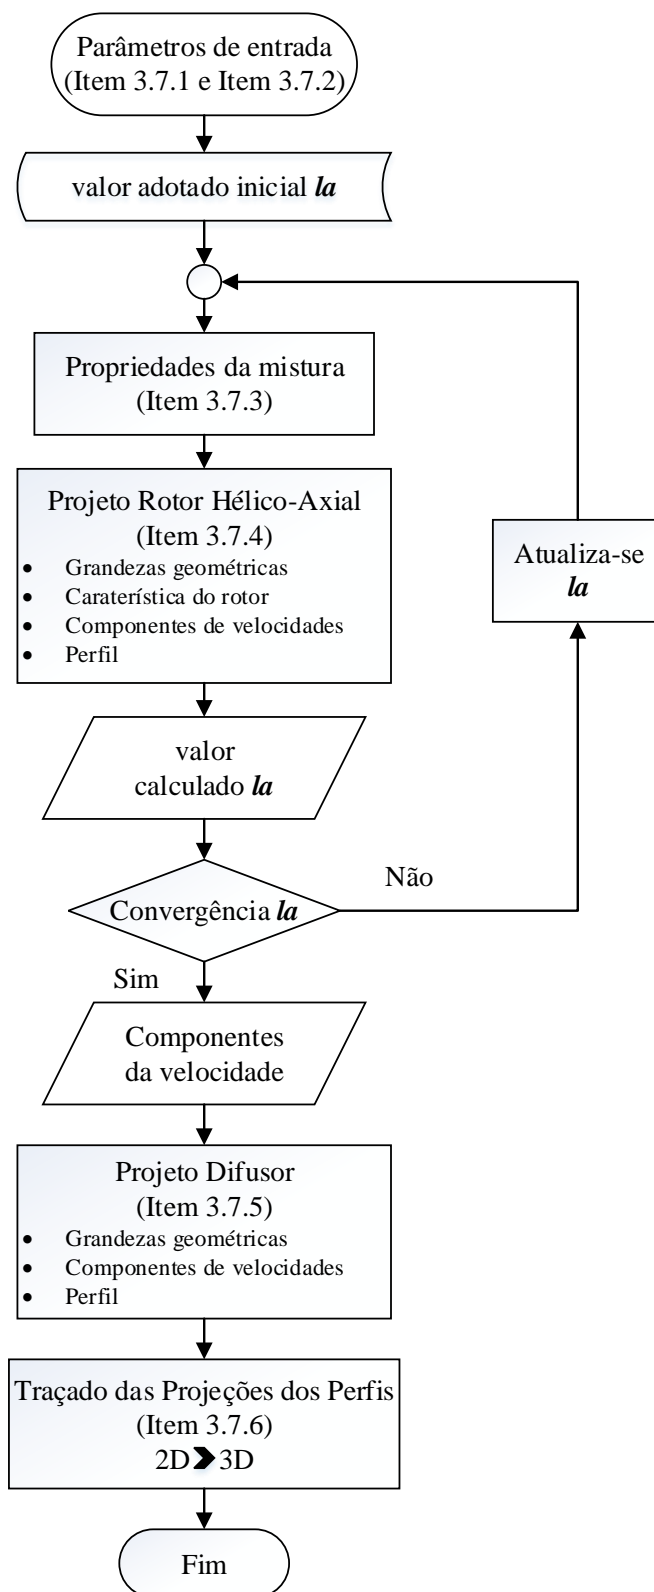 Parâmetros de entrada
(Item 3.7.1 e Item 3.7.2)
valor adotado inicial la
Propriedades da mistura
(Item 3.7.3)
Projeto Rotor Hélico-Axial
(Item 3.7.4)
• Grandezas geométricas
• Caraterística do rotor
• Componentes de velocidades
• Perfil
Atualiza-se
la
valor
calculado la
Convergência la
Não
Sim
Componentes
da velocidade
Projeto Difusor
(Item 3.7.5)
• Grandezas geométricas
• Componentes de velocidades
• Perfil
Traçado das Projeções dos Perfis
(Item 3.7.6)
2D➤3D
Fim